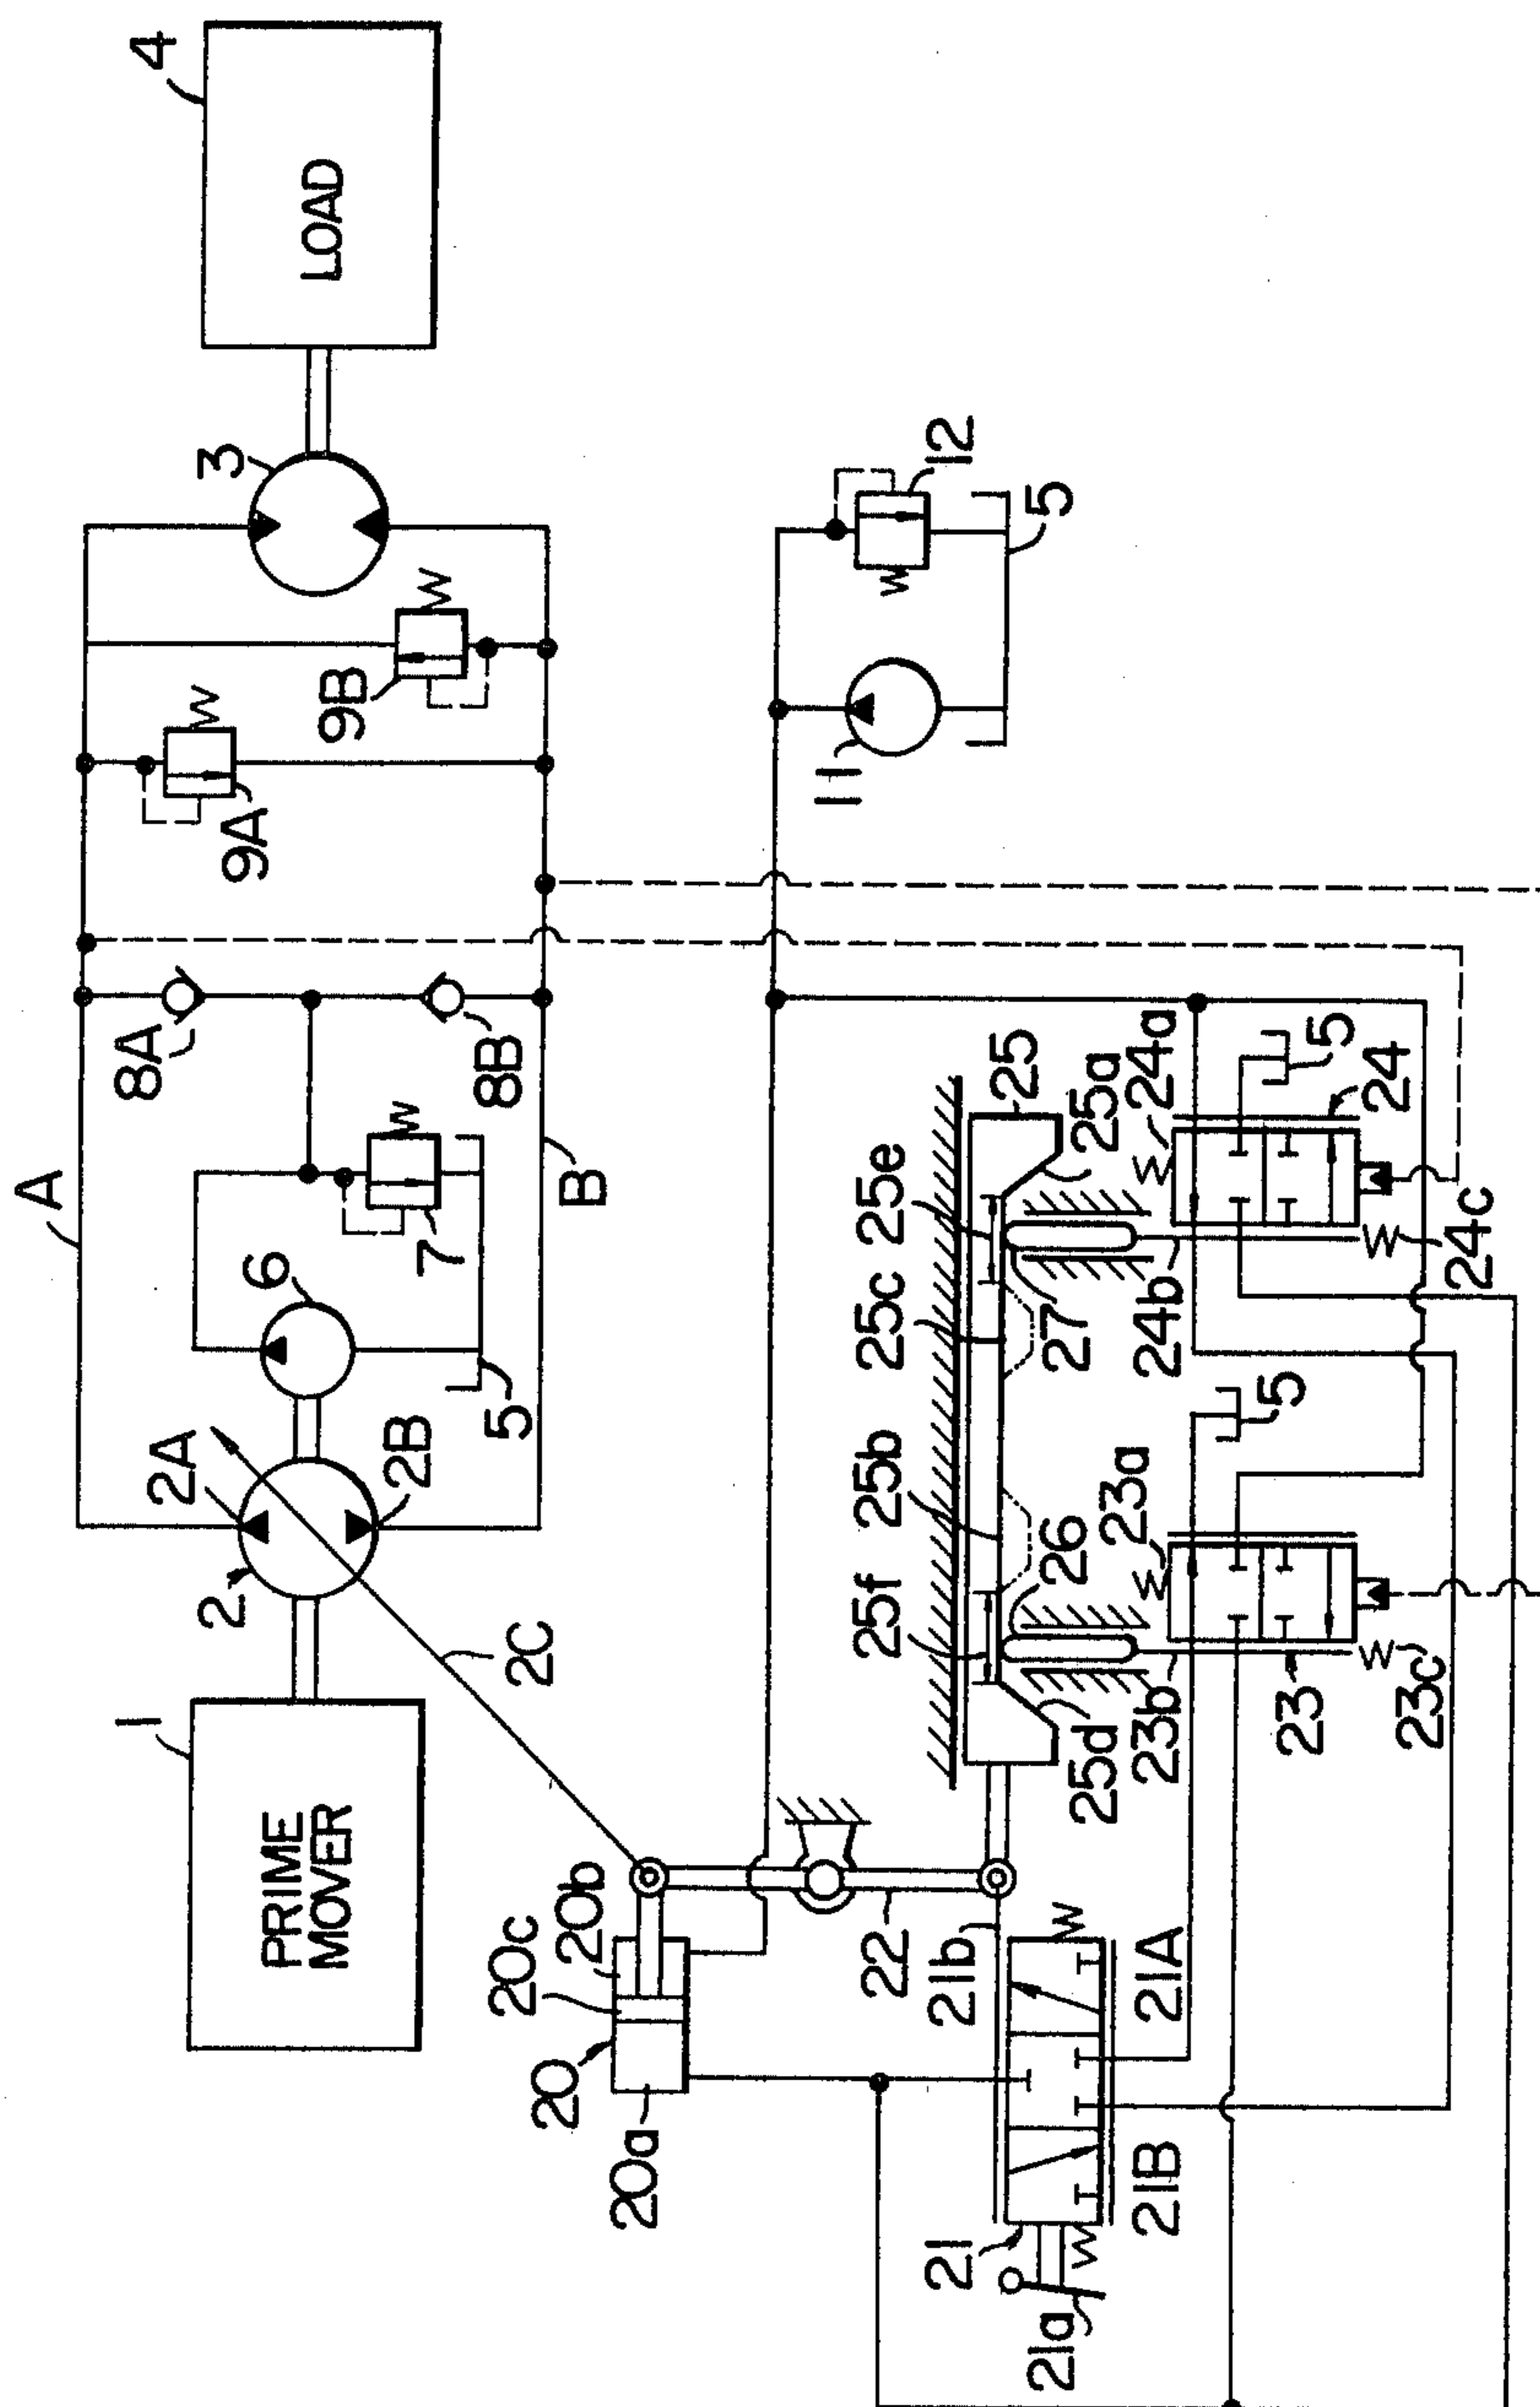 4
LOAD
3
9B
9A
12
5
11
8A
8B
A
B
6
7
5
2A
2B
2
2C
1
PRIME
MOVER
25
25a
24a
5
24
25e
25c
27
24b
24c
25b
25f
26
23a
5
25d
23b
23
23c
20c
20b
20
20a
22
21b
21A
21B
21
21a